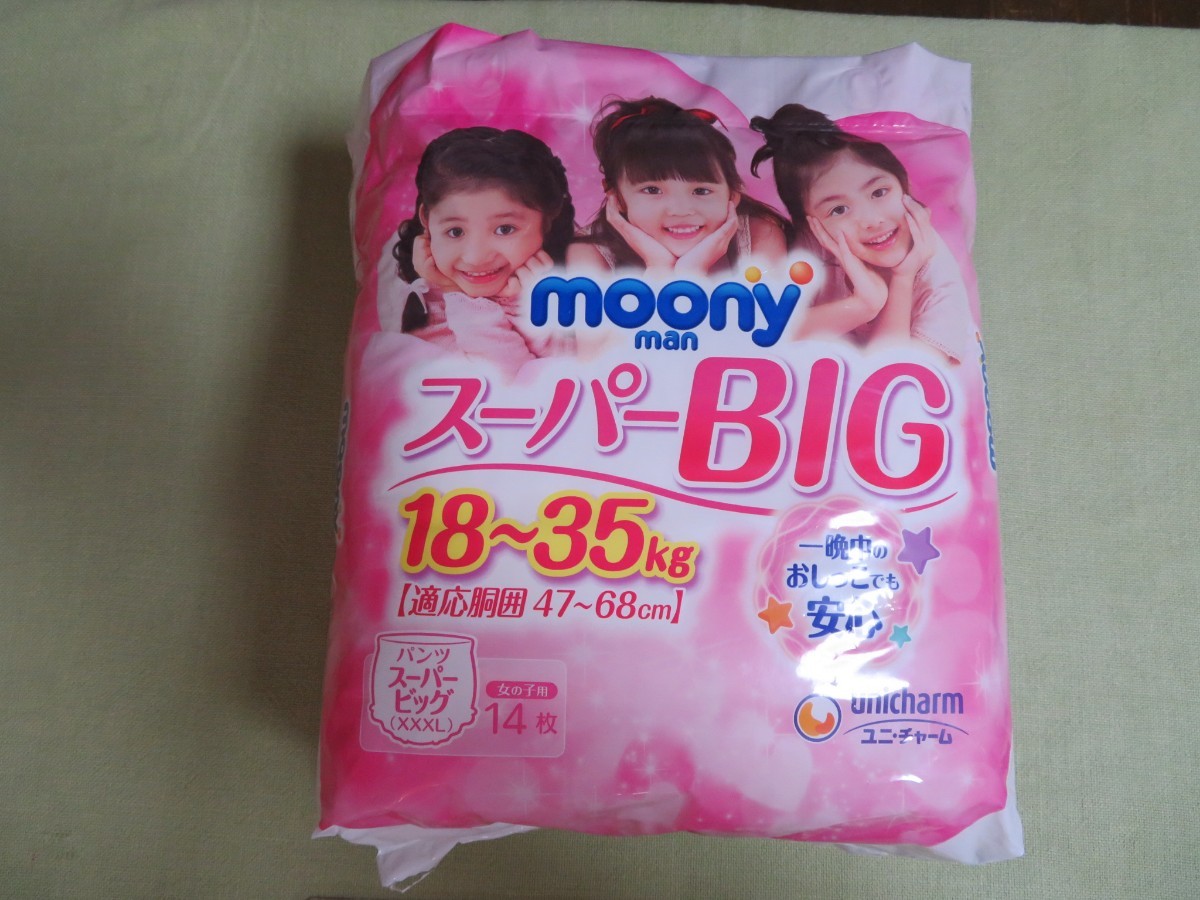 moony
man
スーパーBIG
18~35kg
【適応胴囲 47~68cm】
一晩中の
おしっこでも
安心
パンツ
スーパー
ビッグ
(XXXL)
女の子用
14枚
unicharm
ユニ・チャーム